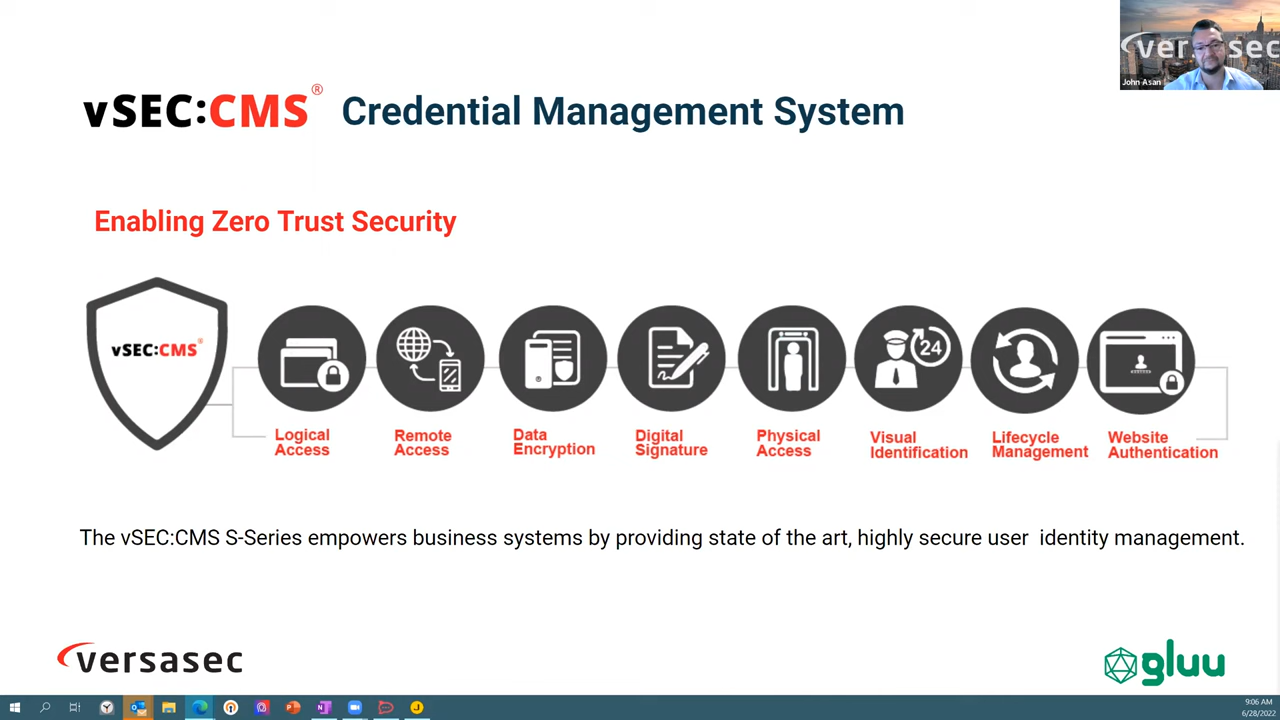 versasec
John Asan
vSEC:CMS® Credential Management System
Enabling Zero Trust Security
vSEC:CMS®
24
Logical
Access
Remote
Access
Data
Encryption
Digital
Signature
Physical
Access
Visual
Identification
Lifecycle
Management
Website
Authentication
The vSEC:CMS S-Series empowers business systems by providing state of the art, highly secure user identity management.
versasec
gluu
9:06 AM
6/28/2022